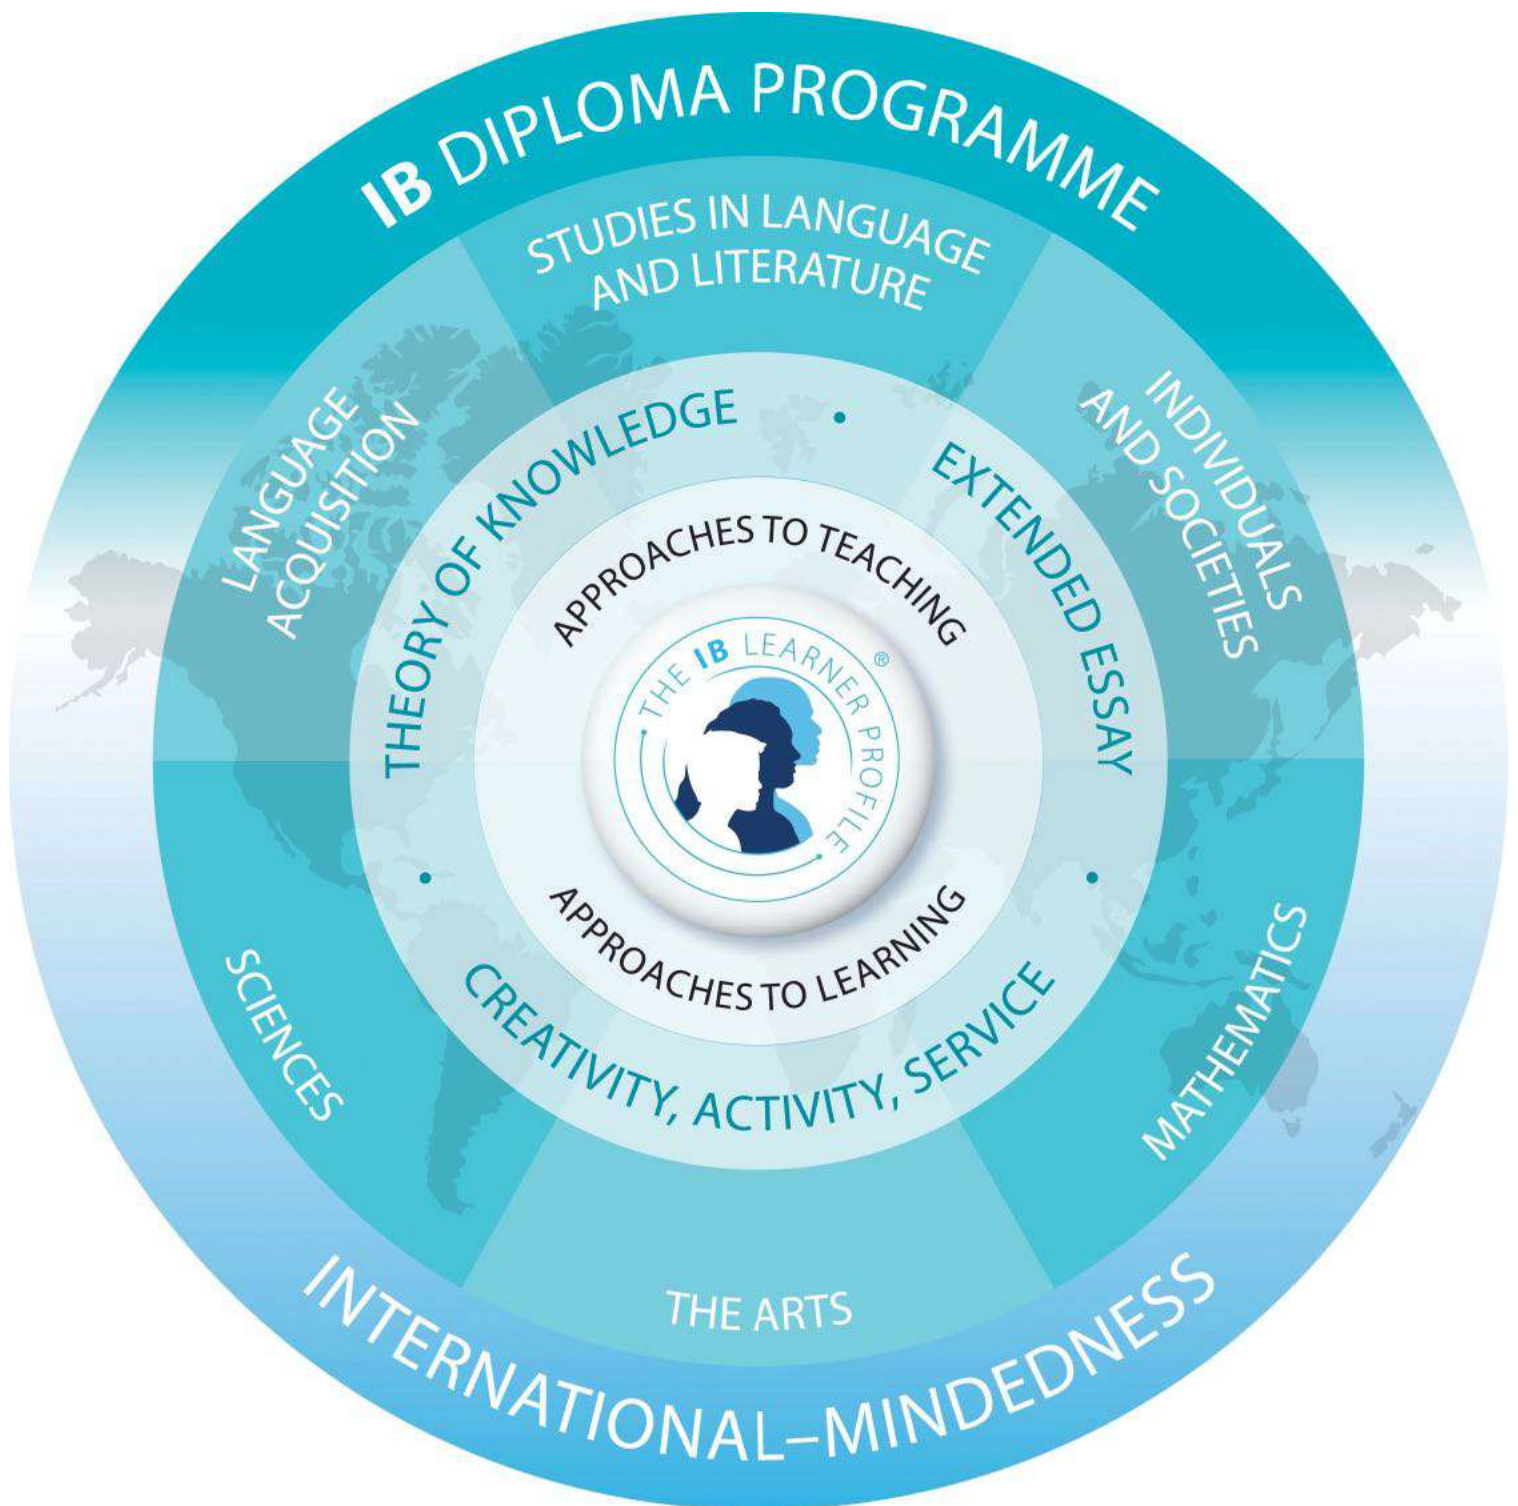 IB DIPLOMA PROGRAMME
STUDIES IN LANGUAGE
AND LITERATURE
LANGUAGE
ACQUISITION
INDIVIDUALS
AND SOCIETIES
THEORY OF KNOWLEDGE
•
EXTENDED ESSAY
APPROACHES TO TEACHING
THE IB LEARNER PROFILE
®
APPROACHES TO LEARNING
•
CREATIVITY, ACTIVITY, SERVICE
•
SCIENCES
MATHEMATICS
THE ARTS
INTERNATIONAL–MINDEDNESS